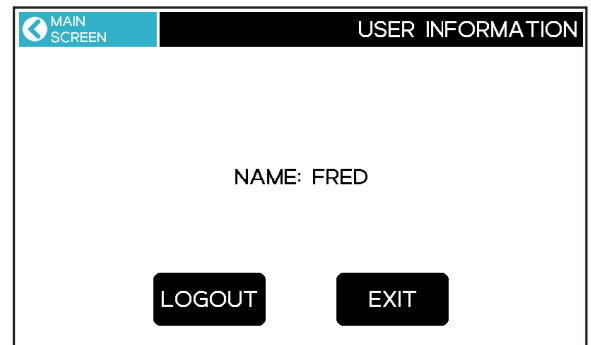 MAIN
SCREEN
USER INFORMATION
NAME: FRED
LOGOUT
EXIT